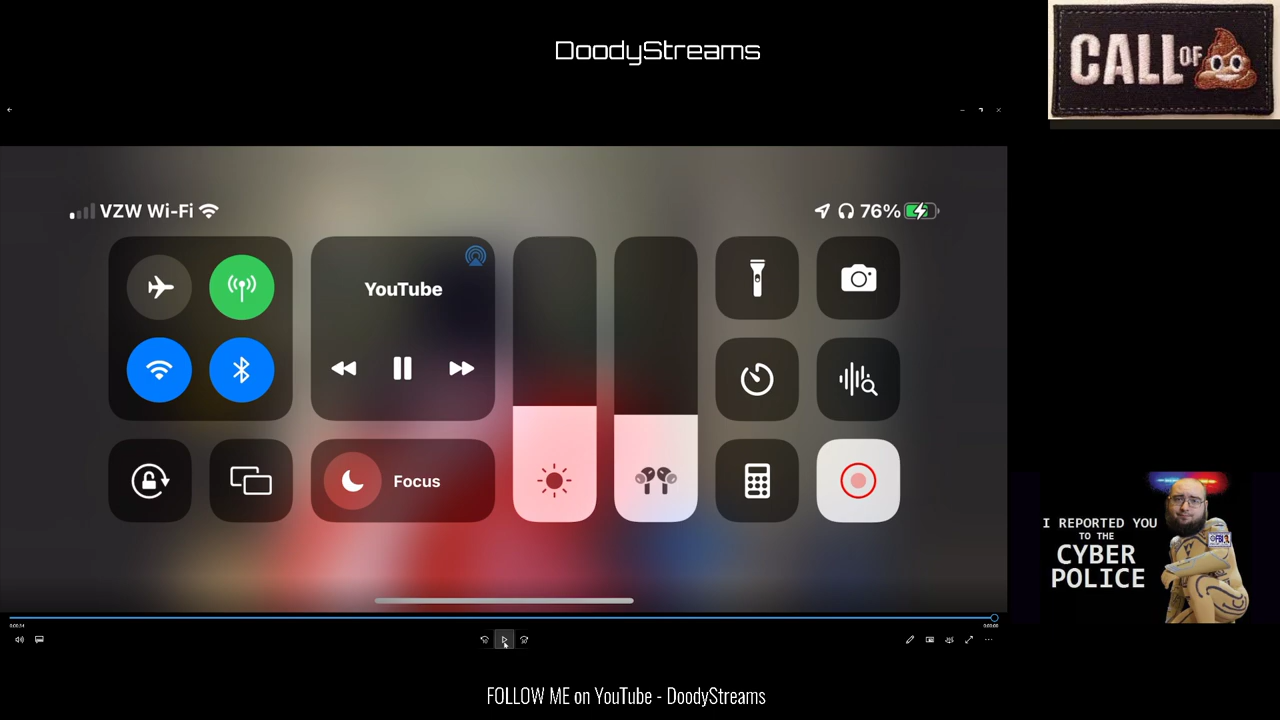 DoodyStreams
CALL OF
VZW Wi-Fi
76%
YouTube
Focus
I REPORTED YOU
TO THE
CYBER
POLICE
FOLLOW ME on YouTube - DoodyStreams